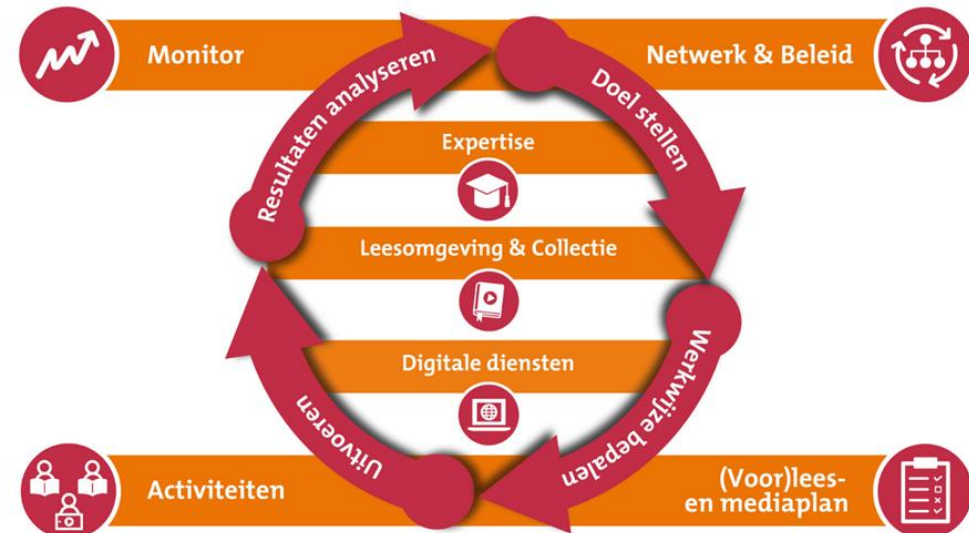 Monitor
Netwerk & Beleid
Resultaten analyseren
Doel stellen
Expertise
Leesomgeving & Collectie
Digitale diensten
Werkwijze bepalen
Uitvoeren
Activiteiten
(Voor)lees-
en mediaplan